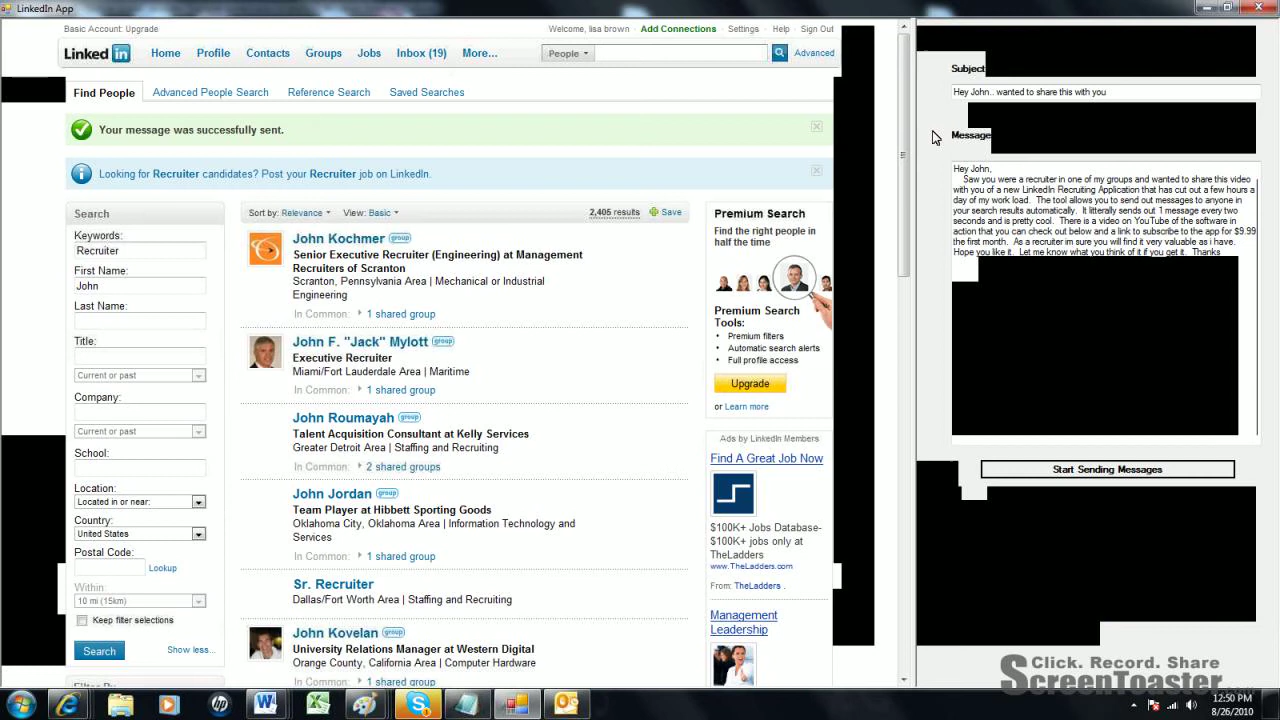 LinkedIn App
Basic Account: Upgrade
Welcome, lisa brown Add Connections Settings Help Sign Out
Linked in Home Profile Contacts Groups Jobs Inbox (19) More... People Advanced
Find People Advanced People Search Reference Search Saved Searches
Your message was successfully sent.
Looking for Recruiter candidates? Post your Recruiter job on LinkedIn.
Search
Keywords:
Recruiter
First Name:
John
Last Name:
Title:
Current or past
Company:
Current or past
School:
Location:
Located in or near:
Country:
United States
Postal Code:
Lookup
Within:
10 mi (15km)
Keep filter selections
Search Show less...
Sort by: Relevance View: Basic 2,405 results Save
John Kochmer group
Senior Executive Recruiter (Engineering) at Management
Recruiters of Scranton
Scranton, Pennsylvania Area | Mechanical or Industrial
Engineering
In Common: 1 shared group
John F. "Jack" Mylott group
Executive Recruiter
Miami/Fort Lauderdale Area | Maritime
In Common: 1 shared group
John Roumayah group
Talent Acquisition Consultant at Kelly Services
Greater Detroit Area | Staffing and Recruiting
In Common: 2 shared groups
John Jordan group
Team Player at Hibbett Sporting Goods
Oklahoma City, Oklahoma Area | Information Technology and
Services
In Common: 1 shared group
Sr. Recruiter
Dallas/Fort Worth Area | Staffing and Recruiting
John Kovelan group
University Relations Manager at Western Digital
Orange County, California Area | Computer Hardware
In Common: 1 shared group
Premium Search
Find the right people in
half the time
Premium Search
Tools:
• Premium filters
• Automatic search alerts
• Full profile access
Upgrade
or Learn more
Ads by LinkedIn Members
Find A Great Job Now
$100K+ Jobs Database-
$100K+ jobs only at
TheLadders
www.TheLadders.com
From: TheLadders .
Management
Leadership
Subject
Hey John.. wanted to share this with you
Message
Hey John,
Saw you were a recruiter in one of my groups and wanted to share this video
with you of a new LinkedIn Recruiting Application that has cut out a few hours a
day of my work load. The tool allows you to send out messages to anyone in
your search results automatically. It litterally sends out 1 message every two
seconds and is pretty cool. There is a video on YouTube of the software in
action that you can check out below and a link to subscribe to the app for $9.99
the first month. As a recruiter im sure you will find it very valuable as i have.
Hope you like it. Let me know what you think of it if you get it. Thanks
Start Sending Messages
Click. Record. Share
ScreenToaster
12:50 PM
8/26/2010